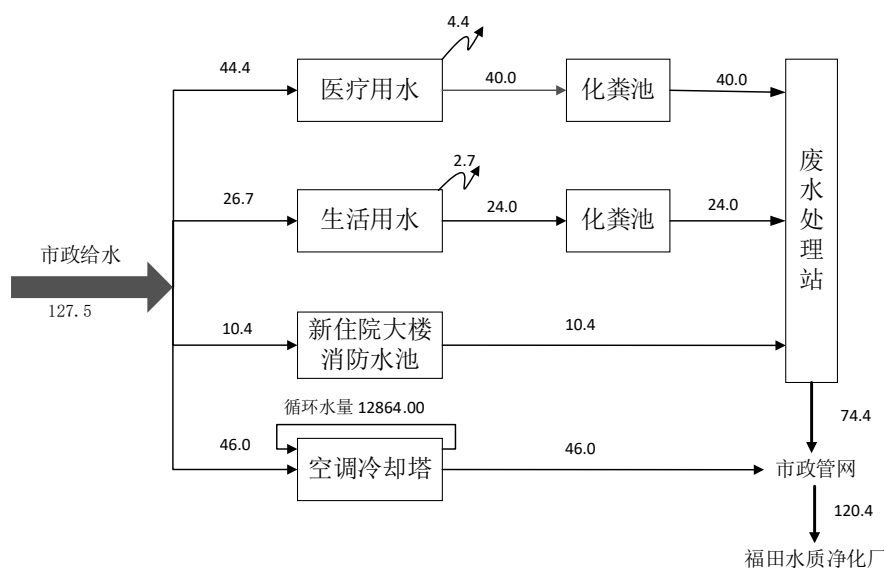 4.4
44.4
医疗用水
40.0
化粪池
40.0
废水处理站
2.7
26.7
生活用水
24.0
化粪池
24.0
市政给水
127.5
10.4
新住院大楼
消防水池
10.4
循环水量 12864.00
74.4
46.0
空调冷却塔
46.0
市政管网
120.4
福田水质净化厂